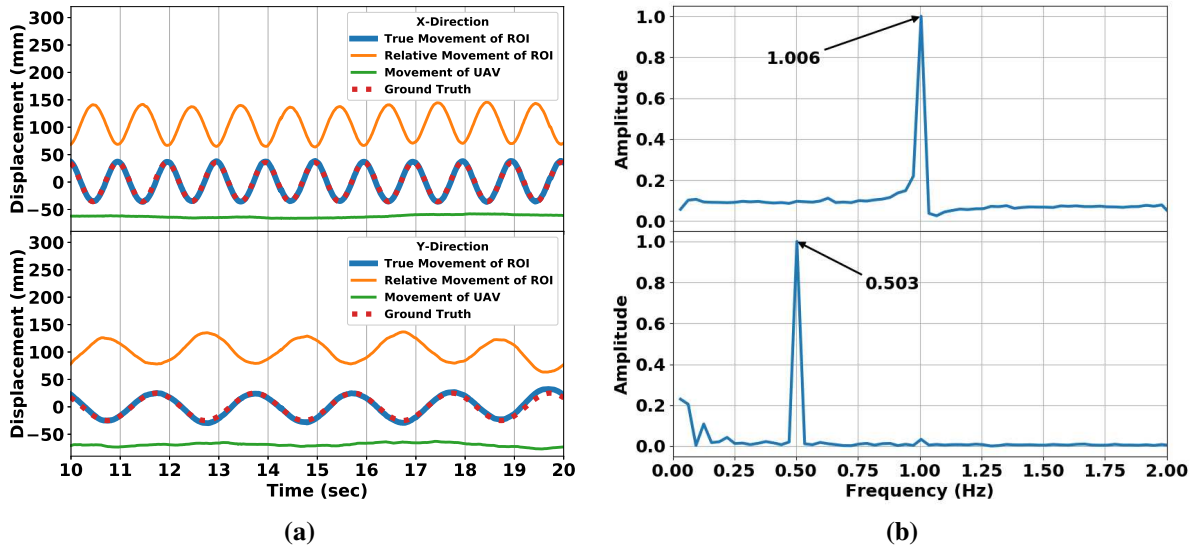 X-Direction
True Movement of ROI
Relative Movement of ROI
Movement of UAV
Ground Truth
Displacement (mm)
300
250
200
150
100
50
0
−50
Y-Direction
True Movement of ROI
Relative Movement of ROI
Movement of UAV
Ground Truth
Displacement (mm)
300
250
200
150
100
50
0
−50
10 11 12 13 14 15 16 17 18 19 20
Time (sec)
(a)
1.006
Amplitude
1.0
0.8
0.6
0.4
0.2
0.0
0.503
Amplitude
1.0
0.8
0.6
0.4
0.2
0.0
0.00 0.25 0.50 0.75 1.00 1.25 1.50 1.75 2.00
Frequency (Hz)
(b)